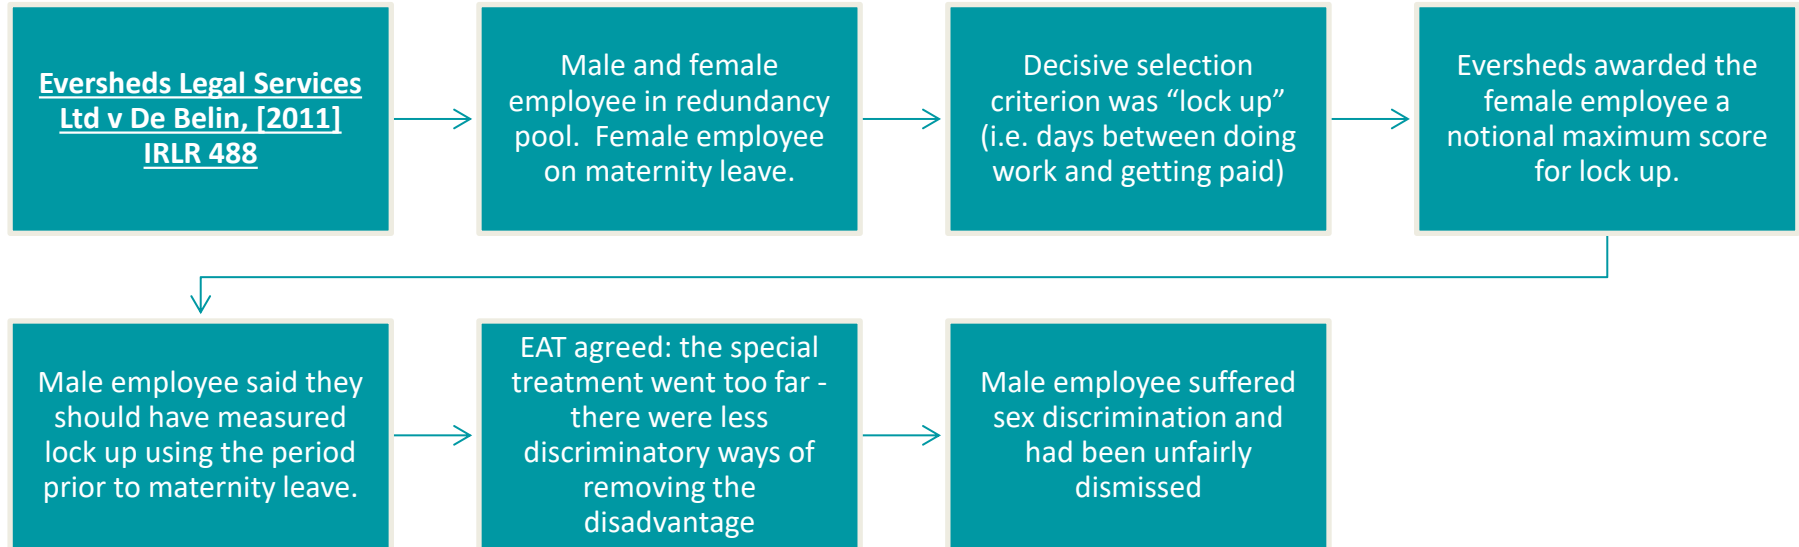 Eversheds Legal Services
Ltd v De Belin, [2011]
IRLR 488
Male and female
employee in redundancy
pool.  Female employee
on maternity leave.
Decisive selection
criterion was “lock up”
(i.e. days between doing
work and getting paid)
Eversheds awarded the
female employee a
notional maximum score
for lock up.
Male employee said they
should have measured
lock up using the period
prior to maternity leave.
EAT agreed: the special
treatment went too far -
there were less
discriminatory ways of
removing the
disadvantage
Male employee suffered
sex discrimination and
had been unfairly
dismissed